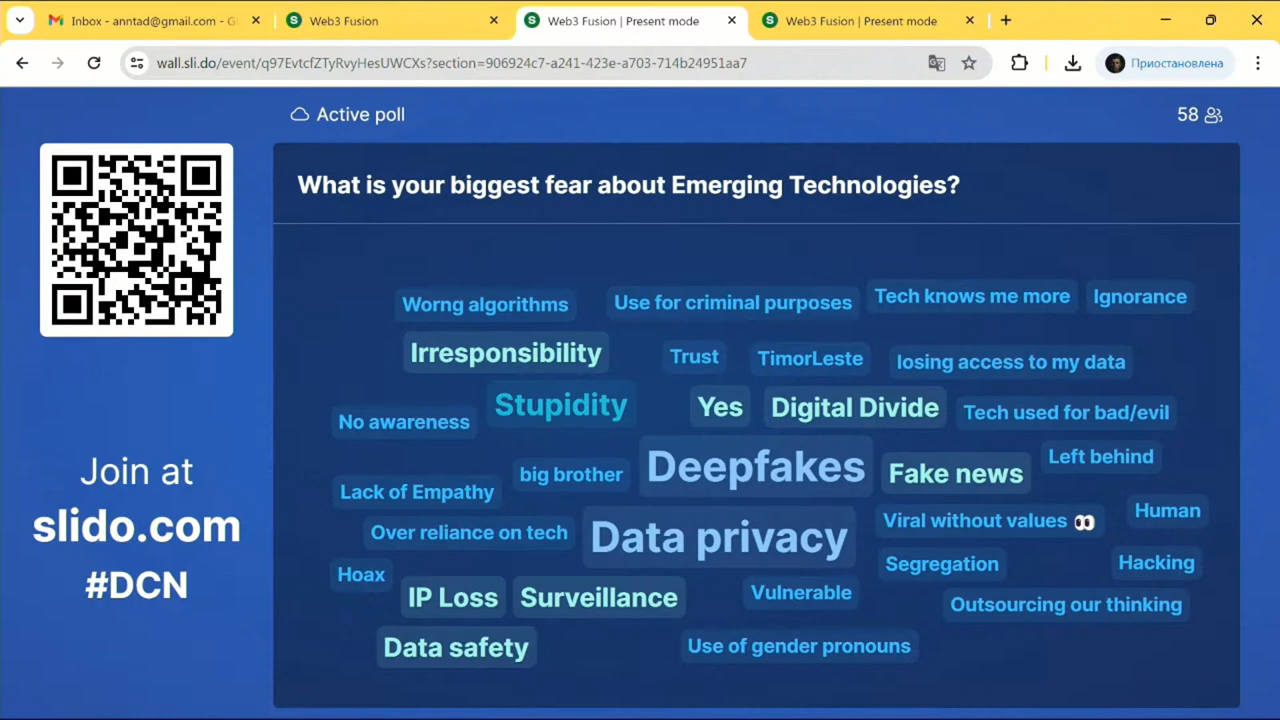 Inbox - anntad@gmail.com - G
Web3 Fusion
Web3 Fusion | Present mode
Web3 Fusion | Present mode
wall.sli.do/event/q97EvtcfZTyRvyHesUWCXs?section=906924c7-a241-423e-a703-714b24951aa7
Приостановлена
Active poll
58
What is your biggest fear about Emerging Technologies?
Worng algorithms
Use for criminal purposes
Tech knows me more
Ignorance
Irresponsibility
Trust
TimorLeste
losing access to my data
Stupidity
Yes
Digital Divide
Tech used for bad/evil
No awareness
Deepfakes
Left behind
big brother
Fake news
Lack of Empathy
Viral without values 👀
Human
Over reliance on tech
Data privacy
Segregation
Hacking
Hoax
IP Loss
Surveillance
Vulnerable
Outsourcing our thinking
Data safety
Use of gender pronouns
Join at
slido.com
#DCN